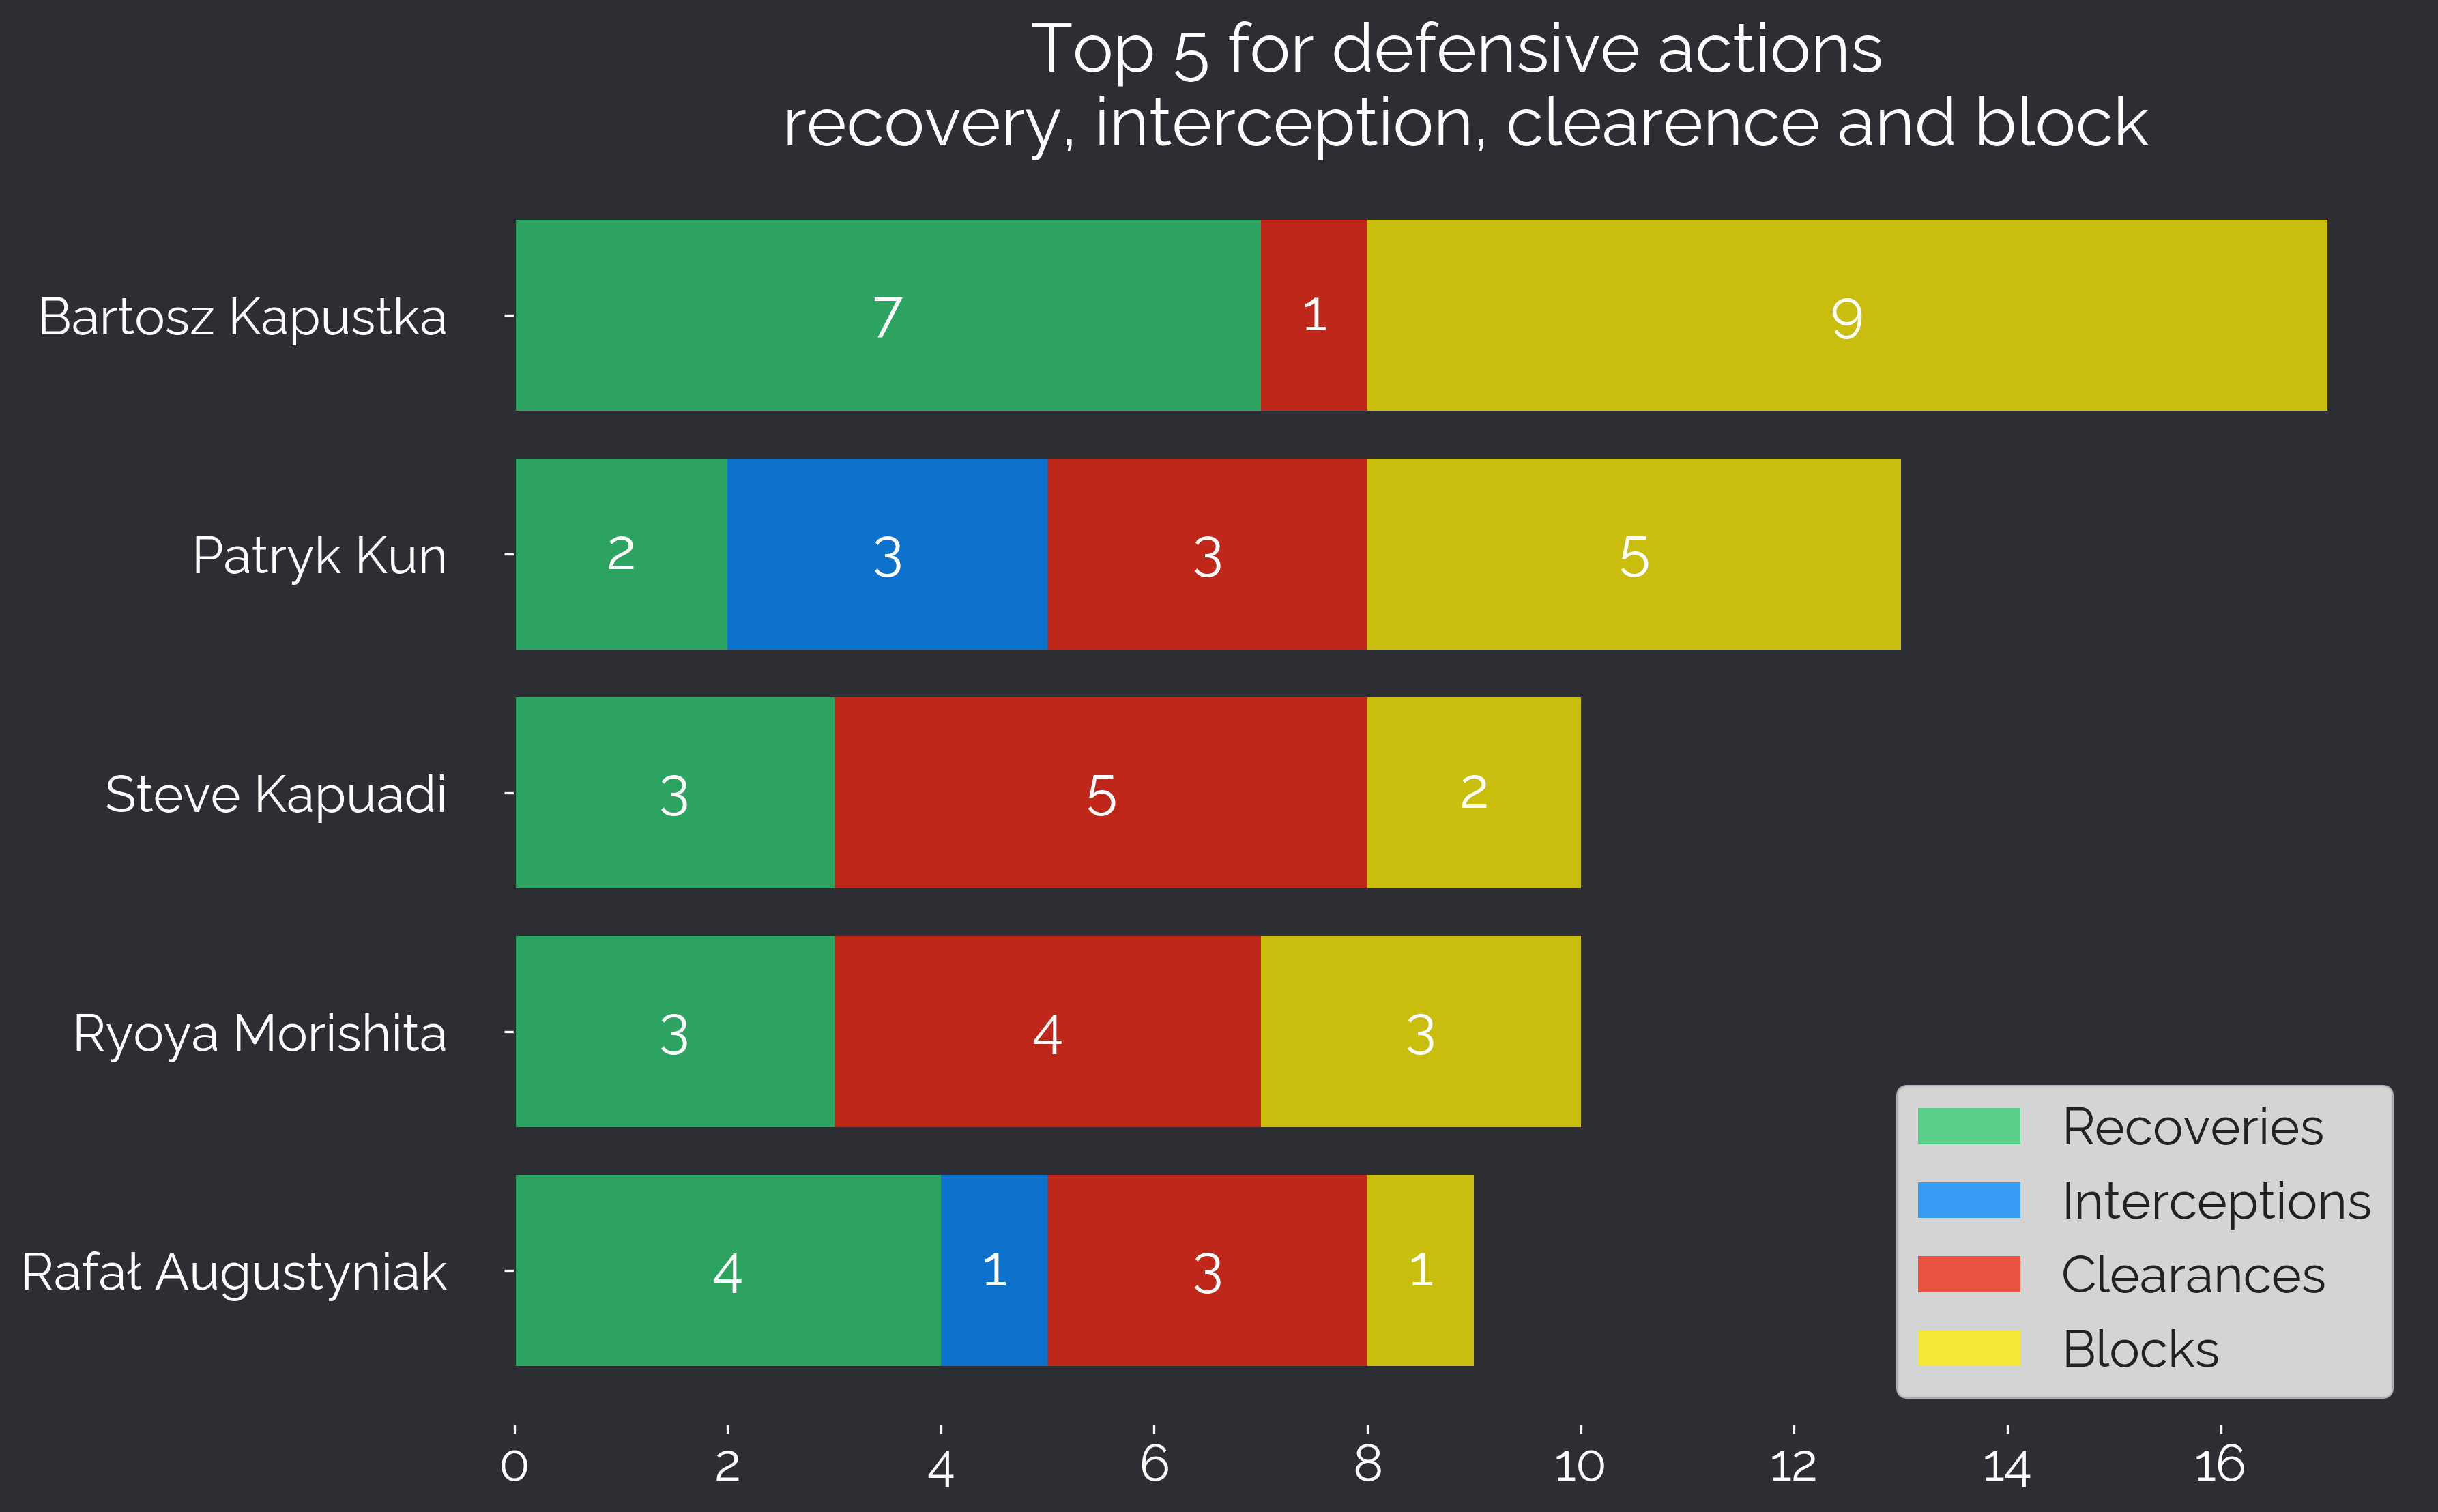 Top 5 for defensive actions
recovery, interception, clearence and block
Bartosz Kapustka
7 1 9
Patryk Kun
2 3 3 5
Steve Kapuadi
3 5 2
Ryoya Morishita
3 4 3
Rafał Augustyniak
4 1 3 1
Recoveries
Interceptions
Clearances
Blocks
0 2 4 6 8 10 12 14 16